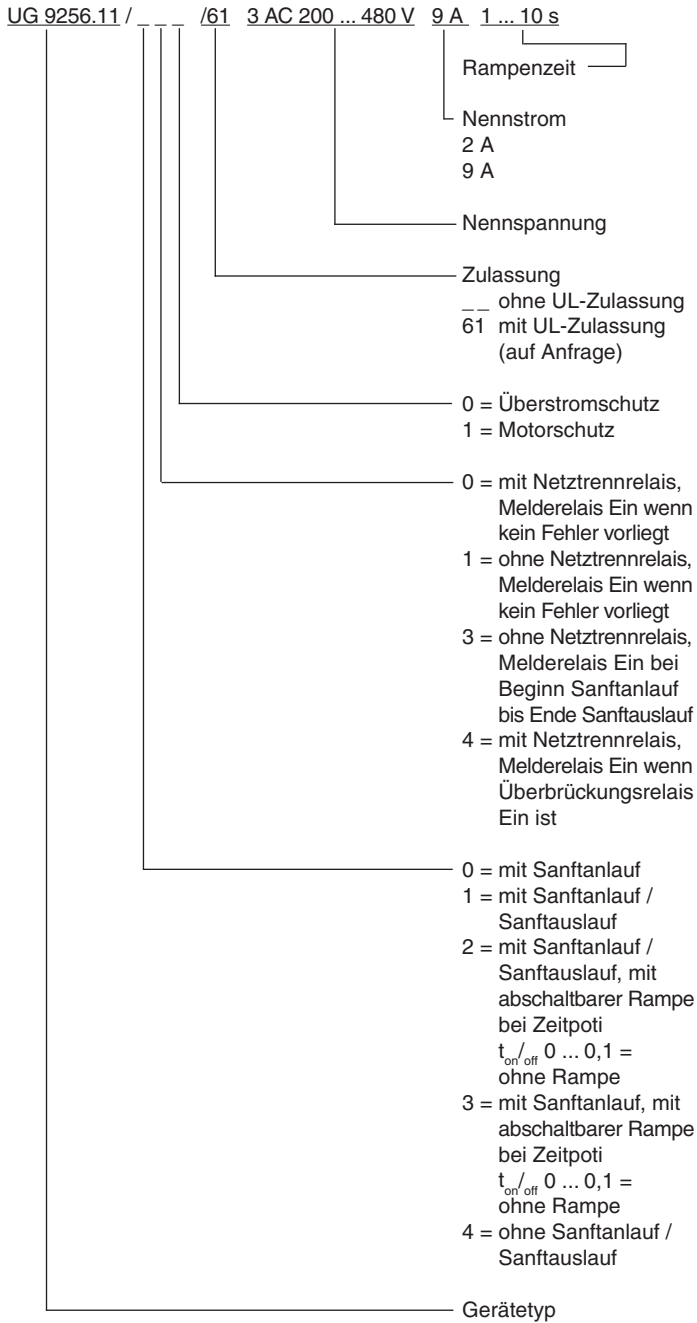 UG 9256.11 / _ _ _ /61 3 AC 200 ... 480 V 9 A 1 ... 10 s
Rampenzeit
Nennstrom
2 A
9 A
Nennspannung
Zulassung
_ _ ohne UL-Zulassung
61 mit UL-Zulassung
(auf Anfrage)
0 = Überstromschutz
1 = Motorschutz
0 = mit Netztrennrelais,
Melderelais Ein wenn
kein Fehler vorliegt
1 = ohne Netztrennrelais,
Melderelais Ein wenn
kein Fehler vorliegt
3 = ohne Netztrennrelais,
Melderelais Ein bei
Beginn Sanftanlauf
bis Ende Sanftauslauf
4 = mit Netztrennrelais,
Melderelais Ein wenn
Überbrückungsrelais
Ein ist
0 = mit Sanftanlauf
1 = mit Sanftanlauf /
Sanftauslauf
2 = mit Sanftanlauf /
Sanftauslauf, mit
abschaltbarer Rampe
bei Zeitpoti
t_on/off 0 ... 0,1 =
ohne Rampe
3 = mit Sanftanlauf, mit
abschaltbarer Rampe
bei Zeitpoti
t_on/off 0 ... 0,1 =
ohne Rampe
4 = ohne Sanftanlauf /
Sanftauslauf
Gerätetyp